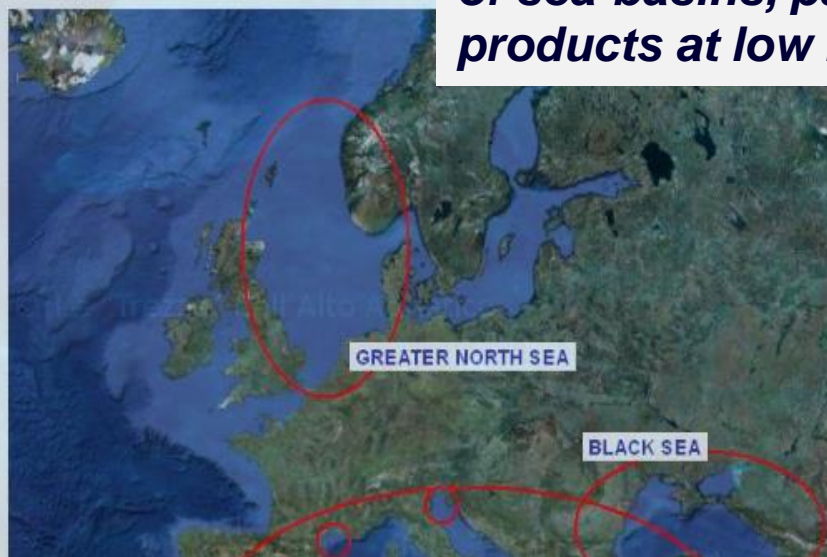 of sea-basins,
products at low
GREATER NORTH SEA
BLACK SEA